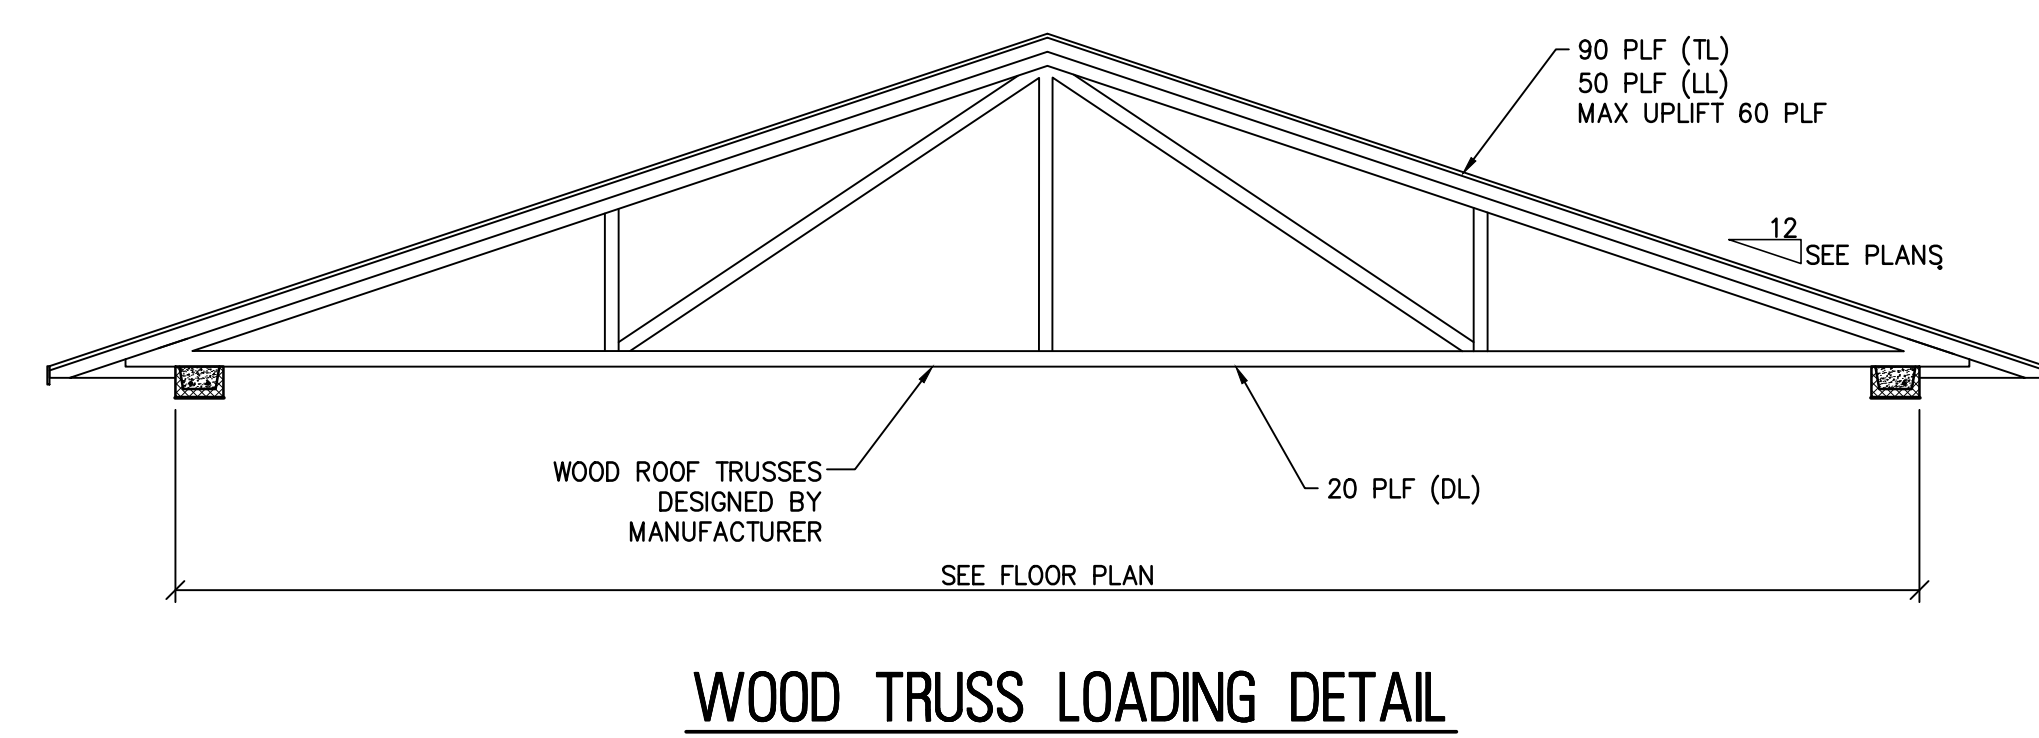 90 PLF (TL)
50 PLF (LL)
MAX UPLIFT 60 PLF
12
SEE PLANS
WOOD ROOF TRUSSES
DESIGNED BY
MANUFACTURER
20 PLF (DL)
SEE FLOOR PLAN
WOOD TRUSS LOADING DETAIL